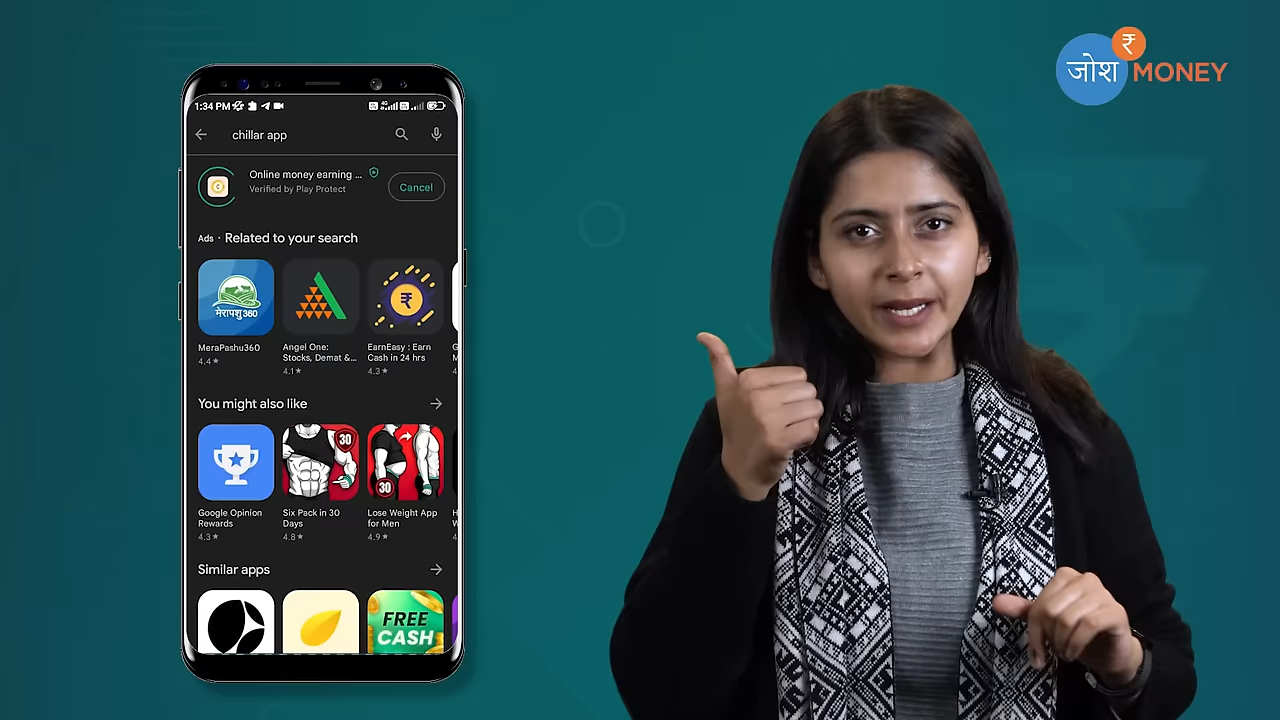 जोश
₹
MONEY
1:34 PM
chillar app
Online money earning ...
Verified by Play Protect
Cancel
Ads · Related to your search
मेरापशु360
₹
MeraPashu360
4.4★
Angel One:
Stocks, Demat &...
4.1★
EarnEasy : Earn
Cash in 24 hrs
4.3★
You might also like
30
30
Google Opinion
Rewards
4.3★
Six Pack in 30
Days
4.8★
Lose Weight App
for Men
4.9★
Similar apps
FREE
CASH